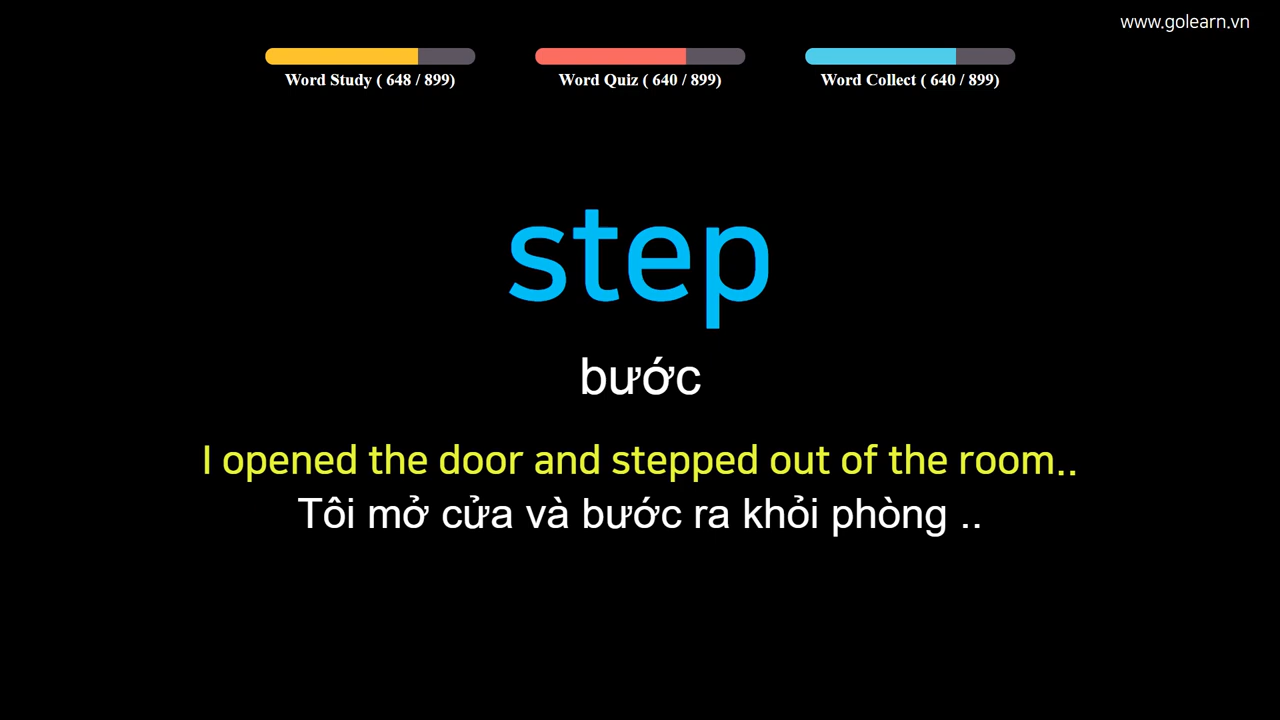 www.golearn.vn
Word Study ( 648 / 899) Word Quiz ( 640 / 899) Word Collect ( 640 / 899)
step
bước
I opened the door and stepped out of the room..
Tôi mở cửa và bước ra khỏi phòng ..